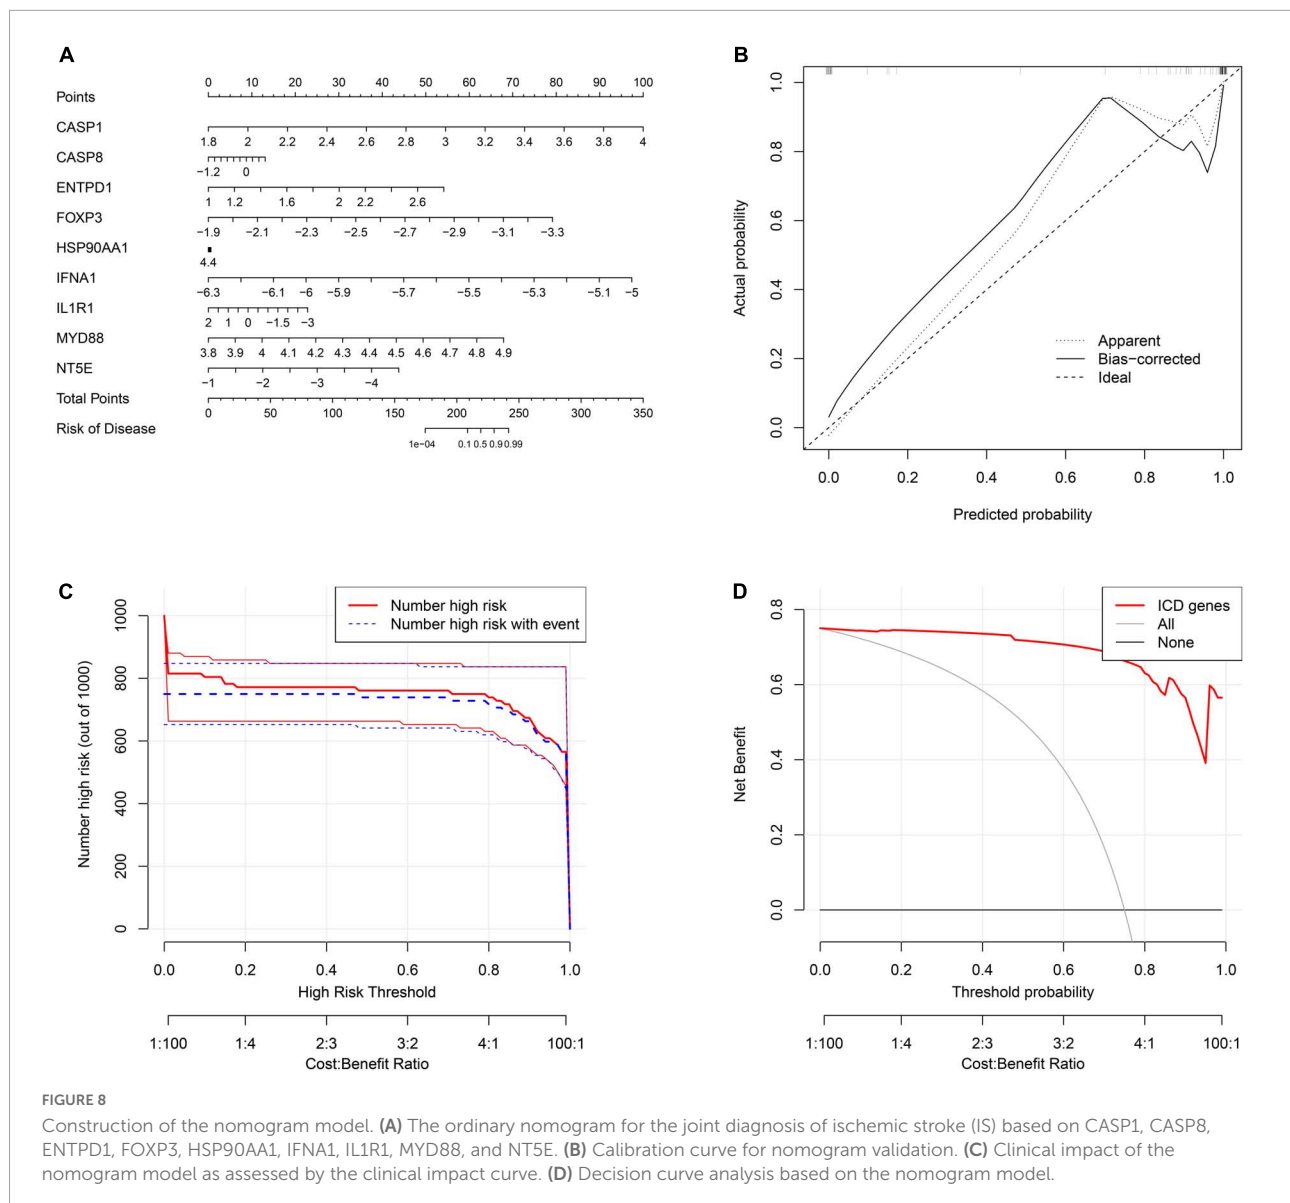 A
0 10 20 30 40 50 60 70 80 90 100
Points
CASP1
1.8 2 2.2 2.4 2.6 2.8 3 3.2 3.4 3.6 3.8 4
CASP8
−1.2 0
ENTPD1
1 1.2 1.6 2 2.2 2.6
FOXP3
−1.9 −2.1 −2.3 −2.5 −2.7 −2.9 −3.1 −3.3
HSP90AA1
4.4
IFNA1
−6.3 −6.1 −6 −5.9 −5.7 −5.5 −5.3 −5.1 −5
IL1R1
2 1 0 −1.5 −3
MYD88
3.8 3.9 4 4.1 4.2 4.3 4.4 4.5 4.6 4.7 4.8 4.9
NT5E
−1 −2 −3 −4
Total Points
0 50 100 150 200 250 300 350
Risk of Disease
1e−04 0.1 0.5 0.9 0.99
B
Actual probability
1.0
0.8
0.6
0.4
0.2
0.0
Apparent
Bias−corrected
Ideal
0.0 0.2 0.4 0.6 0.8 1.0
Predicted probability
C
Number high risk (out of 1000)
1000
800
600
400
200
0
Number high risk
Number high risk with event
0.0 0.2 0.4 0.6 0.8 1.0
High Risk Threshold
1:100 1:4 2:3 3:2 4:1 100:1
Cost:Benefit Ratio
D
Net Benefit
0.8
0.6
0.4
0.2
0.0
ICD genes
All
None
0.0 0.2 0.4 0.6 0.8 1.0
Threshold probability
1:100 1:4 2:3 3:2 4:1 100:1
Cost:Benefit Ratio
FIGURE 8
Construction of the nomogram model. (A) The ordinary nomogram for the joint diagnosis of ischemic stroke (IS) based on CASP1, CASP8,
ENTPD1, FOXP3, HSP90AA1, IFNA1, IL1R1, MYD88, and NT5E. (B) Calibration curve for nomogram validation. (C) Clinical impact of the
nomogram model as assessed by the clinical impact curve. (D) Decision curve analysis based on the nomogram model.